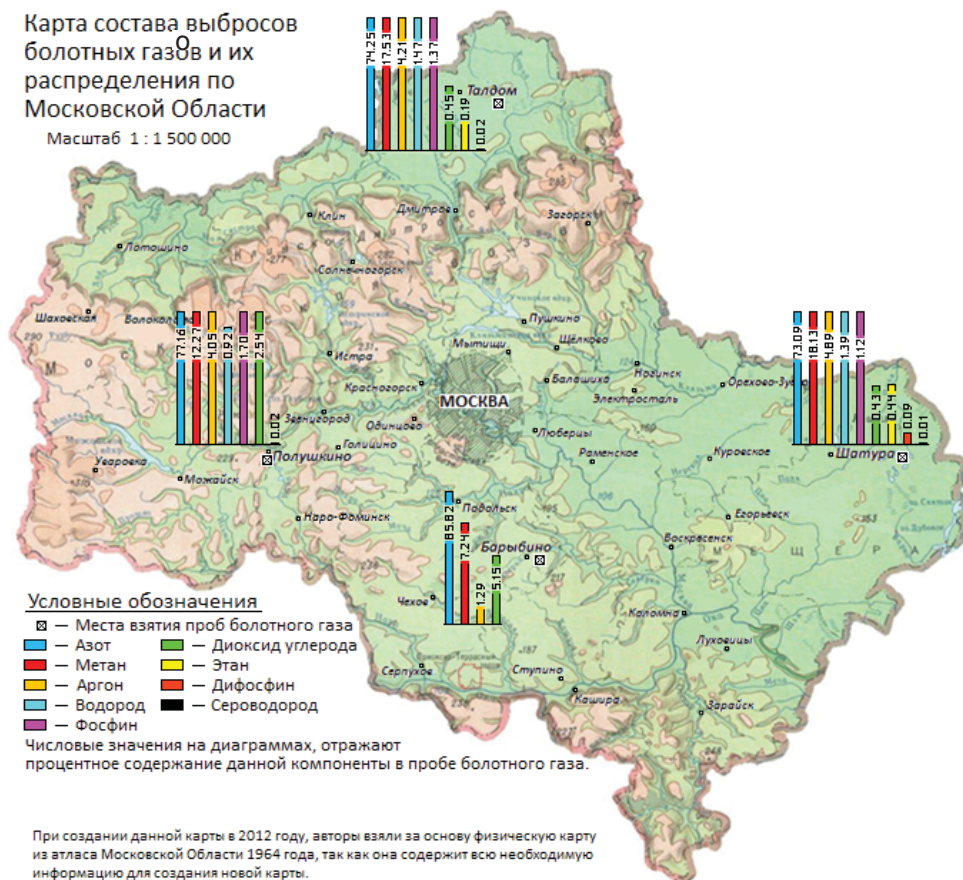 Карта состава выбросов
болотных газов и их
распределения по
Московской Области
Масштаб 1 : 1 500 000
74.25
17.53
4.21
1.47
1.37
0.45
0.19
0.02
Талдом
Клин
Дмитров
Загорск
Лотошино
Солнечногорск
Шаховская
Волоколамск
Пушкино
Мытищи
Щёлково
Истра
Ногинск
Красногорск
Балашиха
Орехово-Зуево
Электросталь
МОСКВА
Звенигород
Одинцово
Голицино
Люберцы
77.16
12.27
4.05
0.92
1.70
2.54
0.02
73.09
18.13
4.89
1.39
1.12
0.43
0.44
0.09
0.01
Полушкино
Раменское
Куровское
Шатура
Уваровка
Можайск
Наро-Фоминск
Подольск
Егорьевск
Воскресенск
МЕЩЕРА
Барыбино
85.82
7.24
1.29
5.15
Чехов
Коломна
Луховицы
Серпухов
Ступино
Кашира
Зарайск
Условные обозначения
— Места взятия проб болотного газа
— Азот
— Диоксид углерода
— Метан
— Этан
— Аргон
— Дифосфин
— Водород
— Сероводород
— Фосфин
Числовые значения на диаграммах, отражают
процентное содержание данной компоненты в пробе болотного газа.
При создании данной карты в 2012 году, авторы взяли за основу физическую карту
из атласа Московской Области 1964 года, так как она содержит всю необходимую
информацию для создания новой карты.